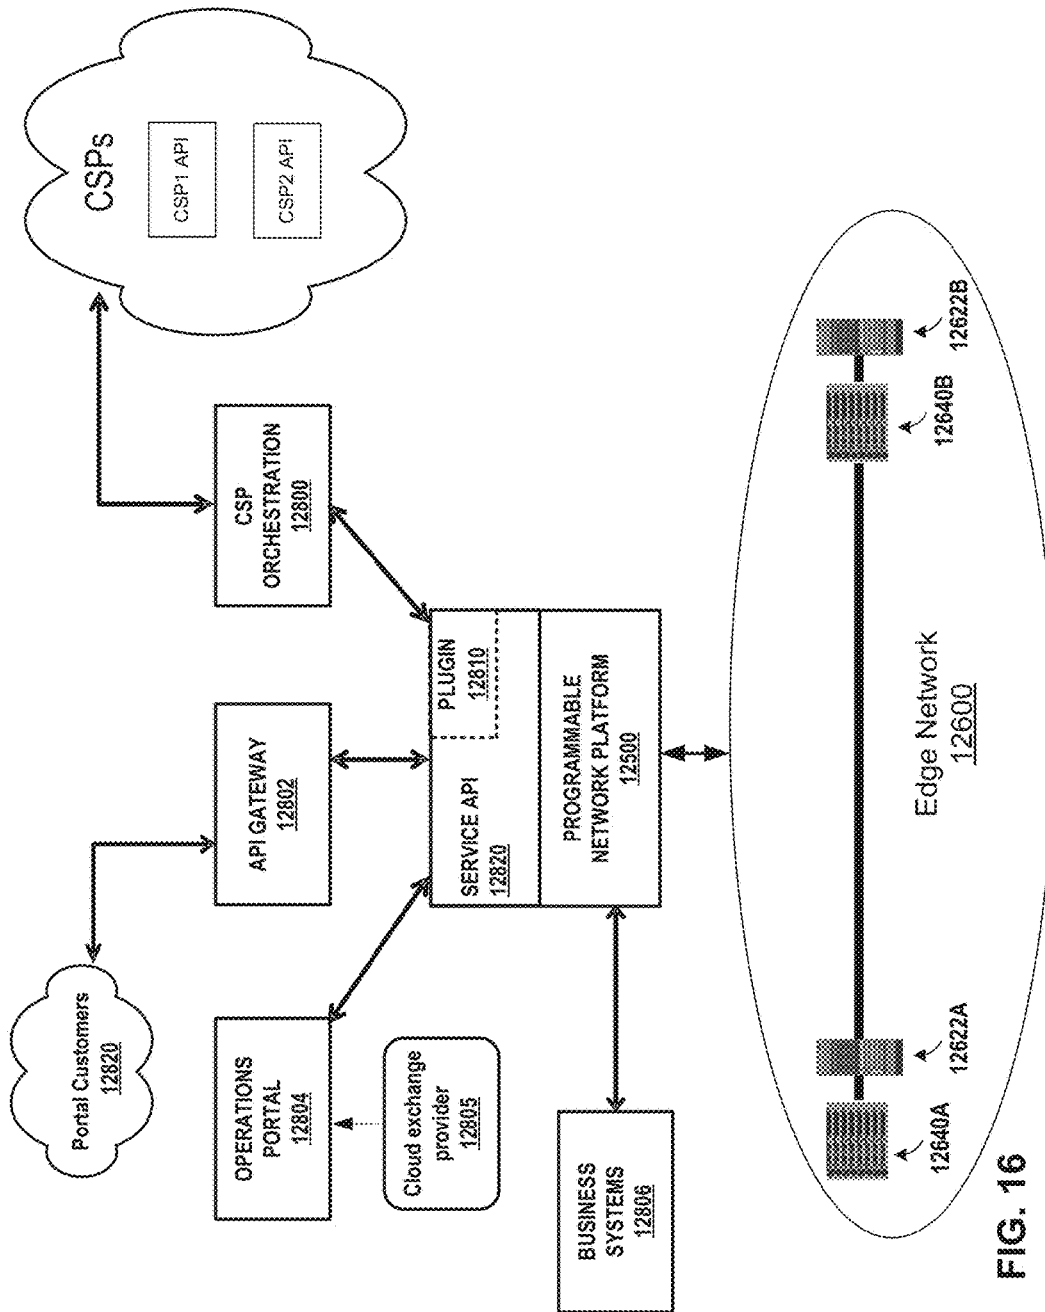 Portal Customers
12820
CSPs
CSP1 API
CSP2 API
OPERATIONS
PORTAL
12804
API GATEWAY
12802
CSP
ORCHESTRATION
12800
Cloud exchange
provider
12805
SERVICE API
12820
PLUGIN
12810
BUSINESS
SYSTEMS
12806
PROGRAMMABLE
NETWORK PLATFORM
12500
12640A
12622A
12640B
12622B
Edge Network
12600
FIG. 16